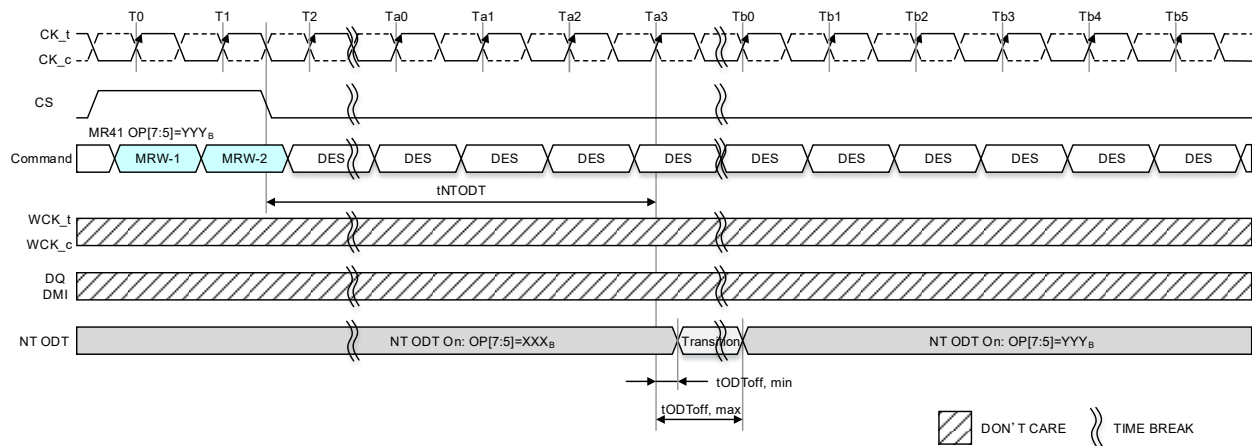 T0 T1 T2 Ta0 Ta1 Ta2 Ta3 Tb0 Tb1 Tb2 Tb3 Tb4 Tb5
CK_t
CK_c
CS
MR41 OP[7:5]=YYYB
Command MRW-1 MRW-2 DES DES DES DES DES DES DES DES DES DES DES
tNTODT
WCK_t
WCK_c
DQ
DMI
NT ODT NT ODT On: OP[7:5]=XXXB Transition NT ODT On: OP[7:5]=YYYB
tODToff, min
tODToff, max
DON'T CARE TIME BREAK